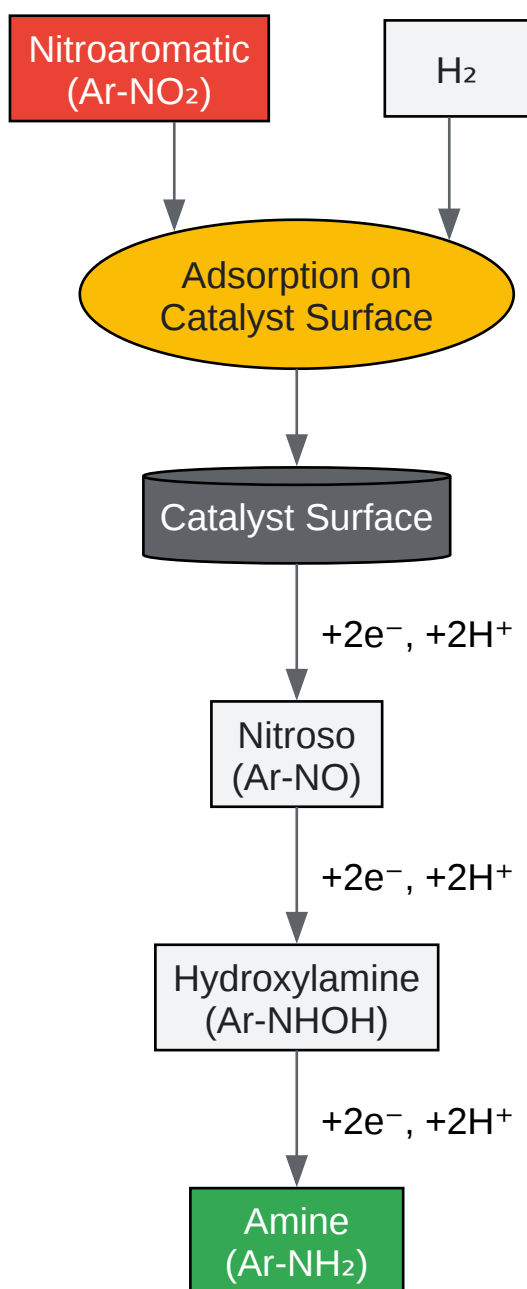 Nitroaromatic
(Ar-NO₂)
H₂
Adsorption on
Catalyst Surface
Catalyst Surface
+2e⁻, +2H⁺
Nitroso
(Ar-NO)
+2e⁻, +2H⁺
Hydroxylamine
(Ar-NHOH)
+2e⁻, +2H⁺
Amine
(Ar-NH₂)